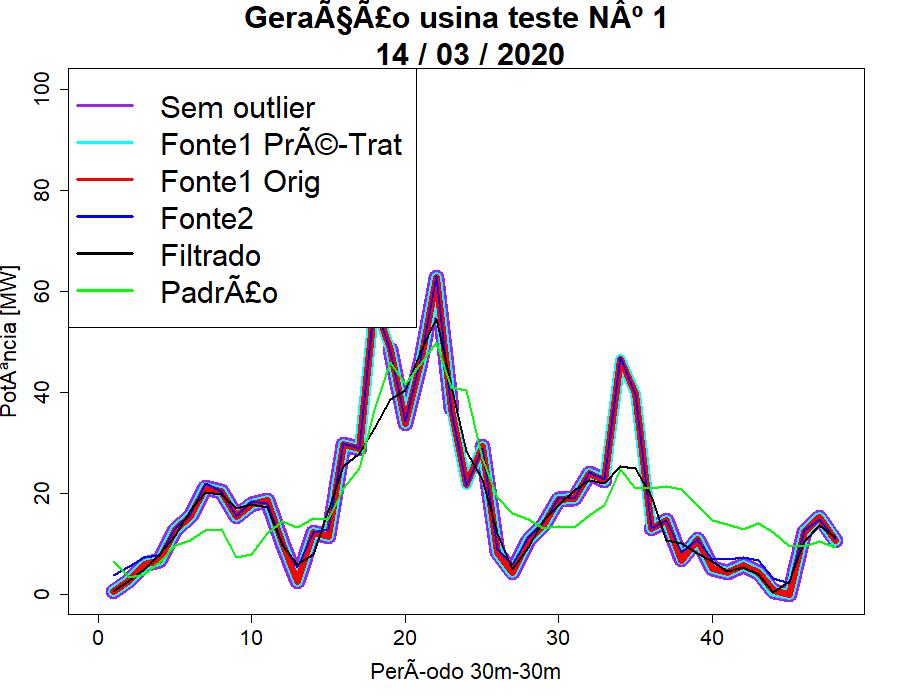 GeraÃ§Ã£o usina teste NÂº 1
14 / 03 / 2020
PotÃªncia [MW]
100
80
60
40
20
0
Sem outlier
Fonte1 PrÃ©-Trat
Fonte1 Orig
Fonte2
Filtrado
PadrÃ£o
0 10 20 30 40
PerÃ-odo 30m-30m